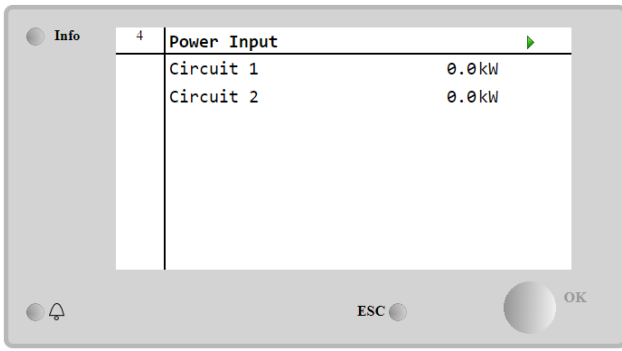 Info
4 Power Input
Circuit 1 0.0kW
Circuit 2 0.0kW
ESC
OK